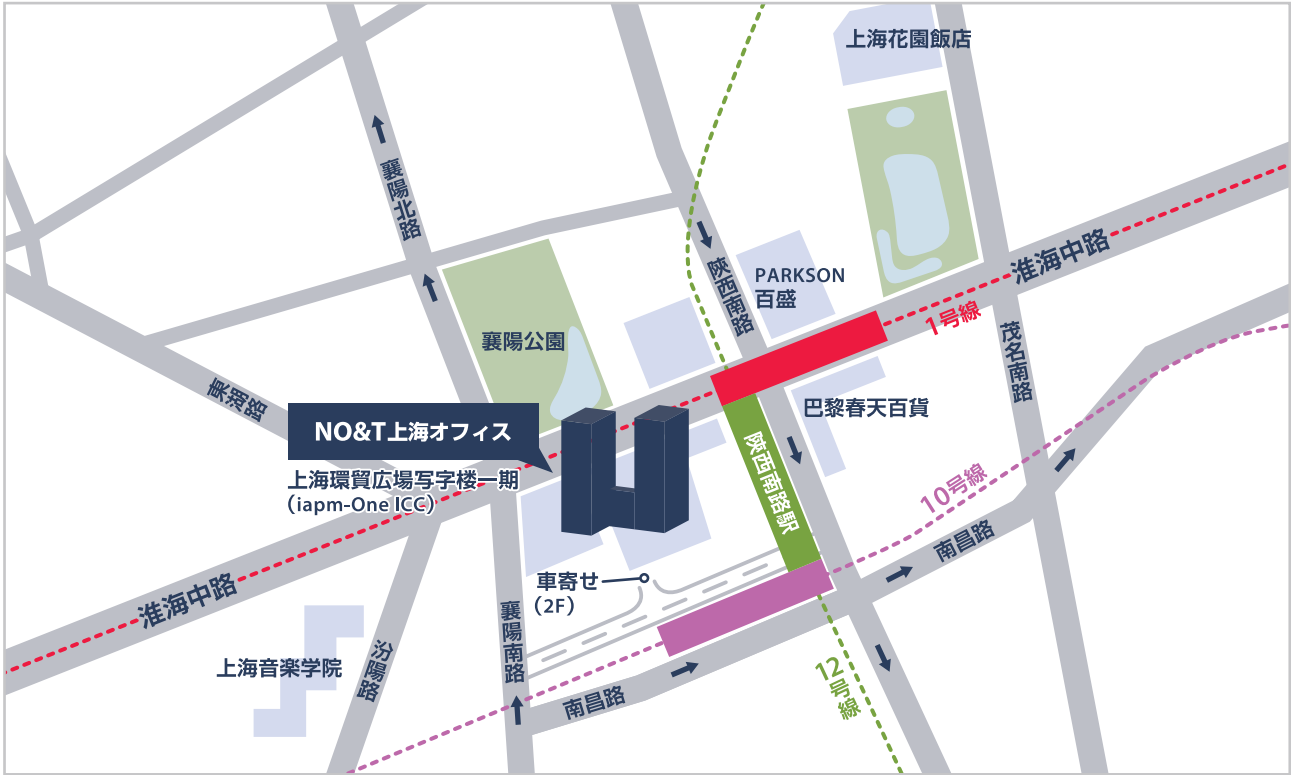 上海花園飯店
襄陽北路
陝西南路
PARKSON
百盛
淮海中路
1号線
襄陽公園
茂名南路
東湖路
巴黎春天百貨
NO&T上海オフィス
上海環貿広場写字楼一期
（iapm-One ICC）
陝西南路駅
10号線
南昌路
車寄せ
（2F）
淮海中路
襄陽南路
汾陽路
上海音楽学院
12号線
南昌路